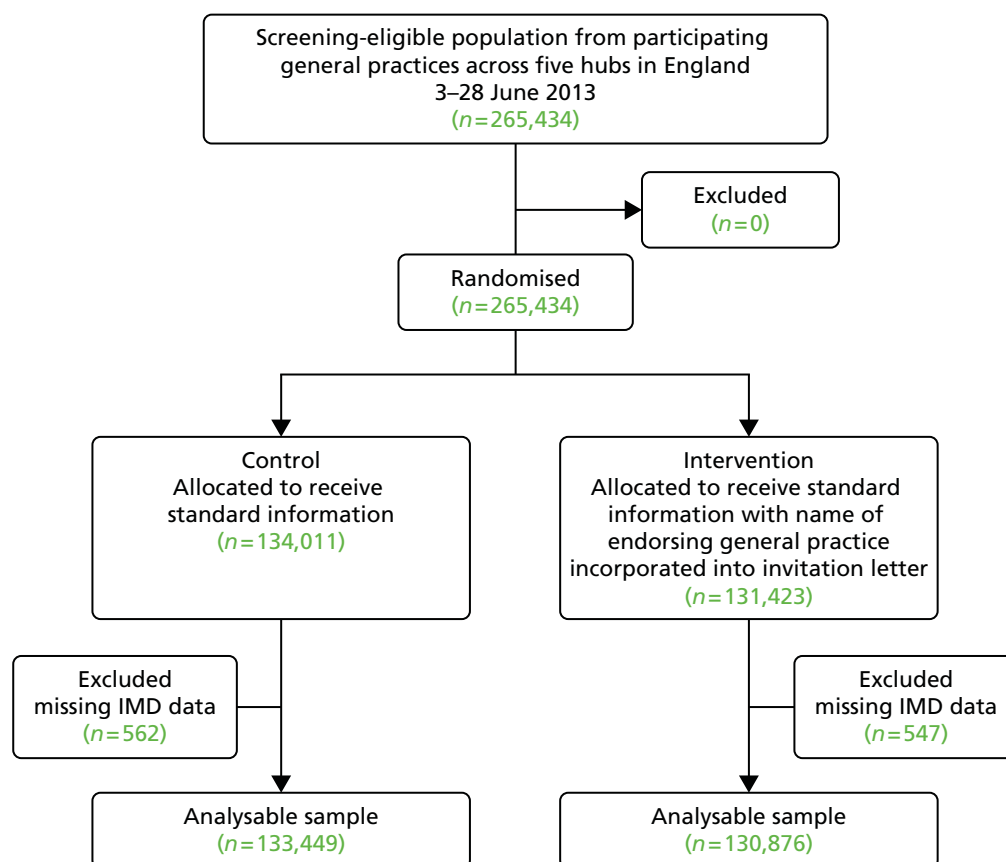 Screening-eligible population from participating
general practices across five hubs in England
3–28 June 2013
(n=265,434)
Excluded
(n=0)
Randomised
(n=265,434)
Control
Allocated to receive
standard information
(n=134,011)
Intervention
Allocated to receive standard
information with name of
endorsing general practice
incorporated into invitation letter
(n=131,423)
Excluded
missing IMD data
(n=562)
Excluded
missing IMD data
(n=547)
Analysable sample
(n=133,449)
Analysable sample
(n=130,876)